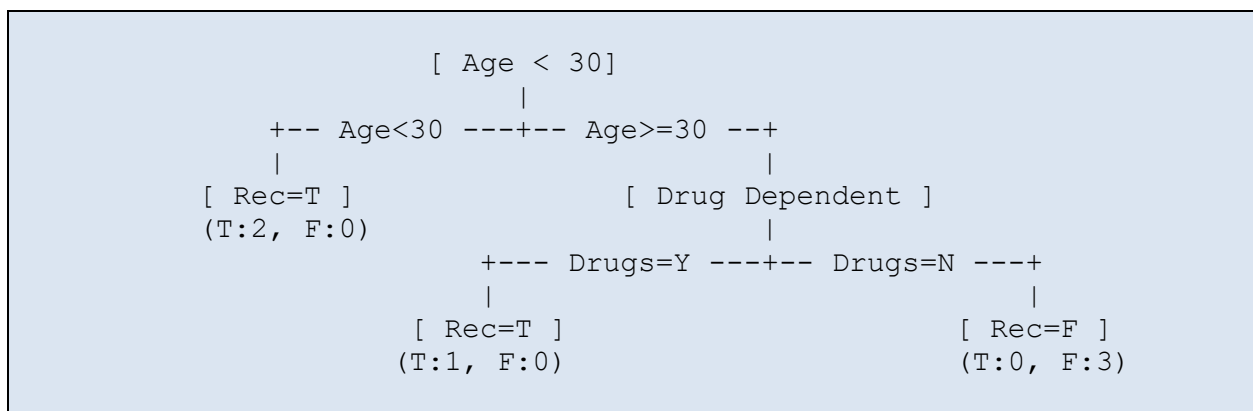 [ Age < 30]
|
+-- Age<30 ---+-- Age>=30 --+
| |
[ Rec=T ] [ Drug Dependent ]
(T:2, F:0) |
+--- Drugs=Y ---+-- Drugs=N ---+
| |
[ Rec=T ] [ Rec=F ]
(T:1, F:0) (T:0, F:3)